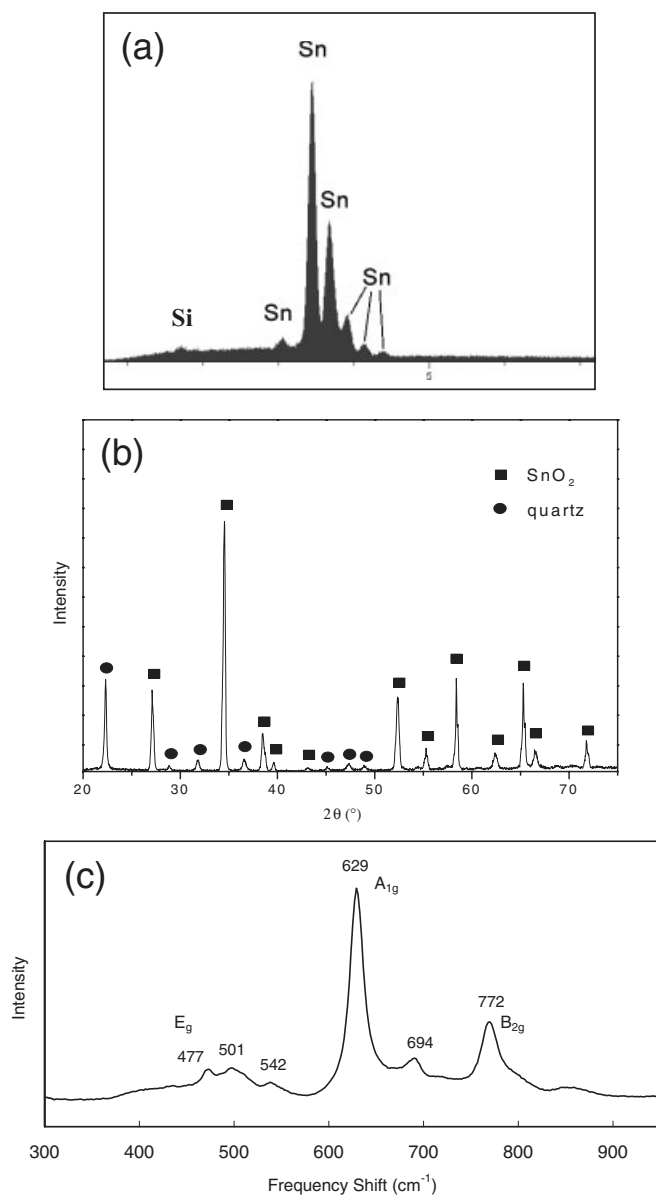 (a)
Sn
Sn
Sn
Sn
Si
5
(b)
SnO₂
quartz
Intensity
20 30 40 50 60 70
2θ (°)
(c)
629
A₁g
772
B₂g
694
E_g
477
501
542
Intensity
300 400 500 600 700 800 900
Frequency Shift (cm⁻¹)